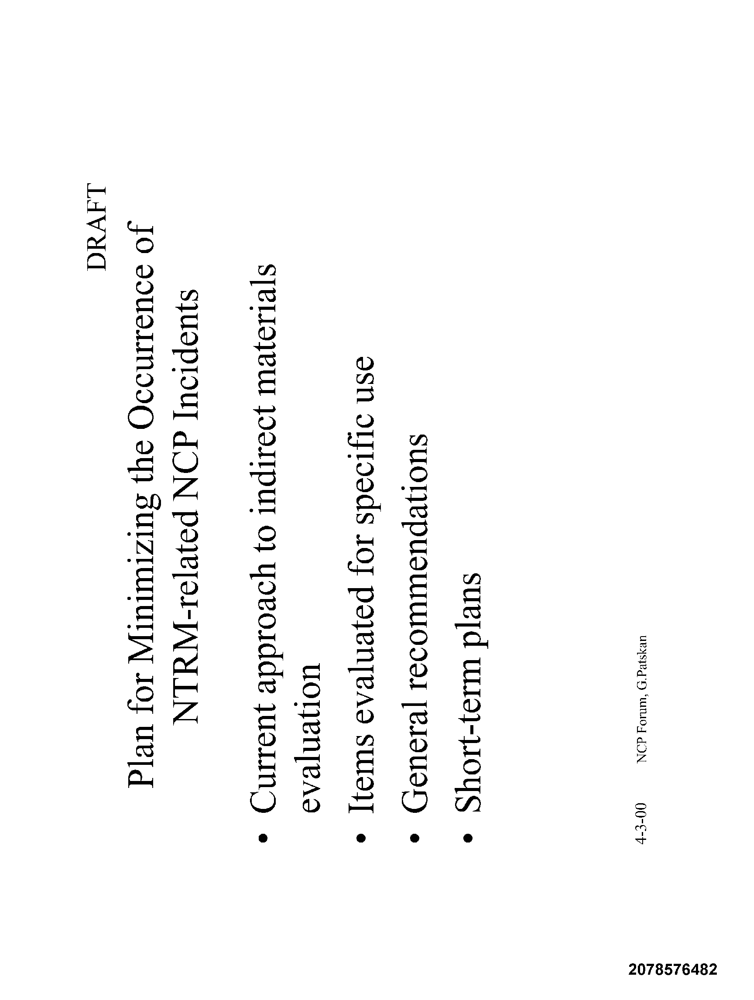 DRAFT
Plan for Minimizing the Occurrence of
NTRM-related NCP Incidents
• Current approach to indirect materials
evaluation
• Items evaluated for specific use
• General recommendations
• Short-term plans
4-3-00 NCP Forum, G.Patskan
2078576482